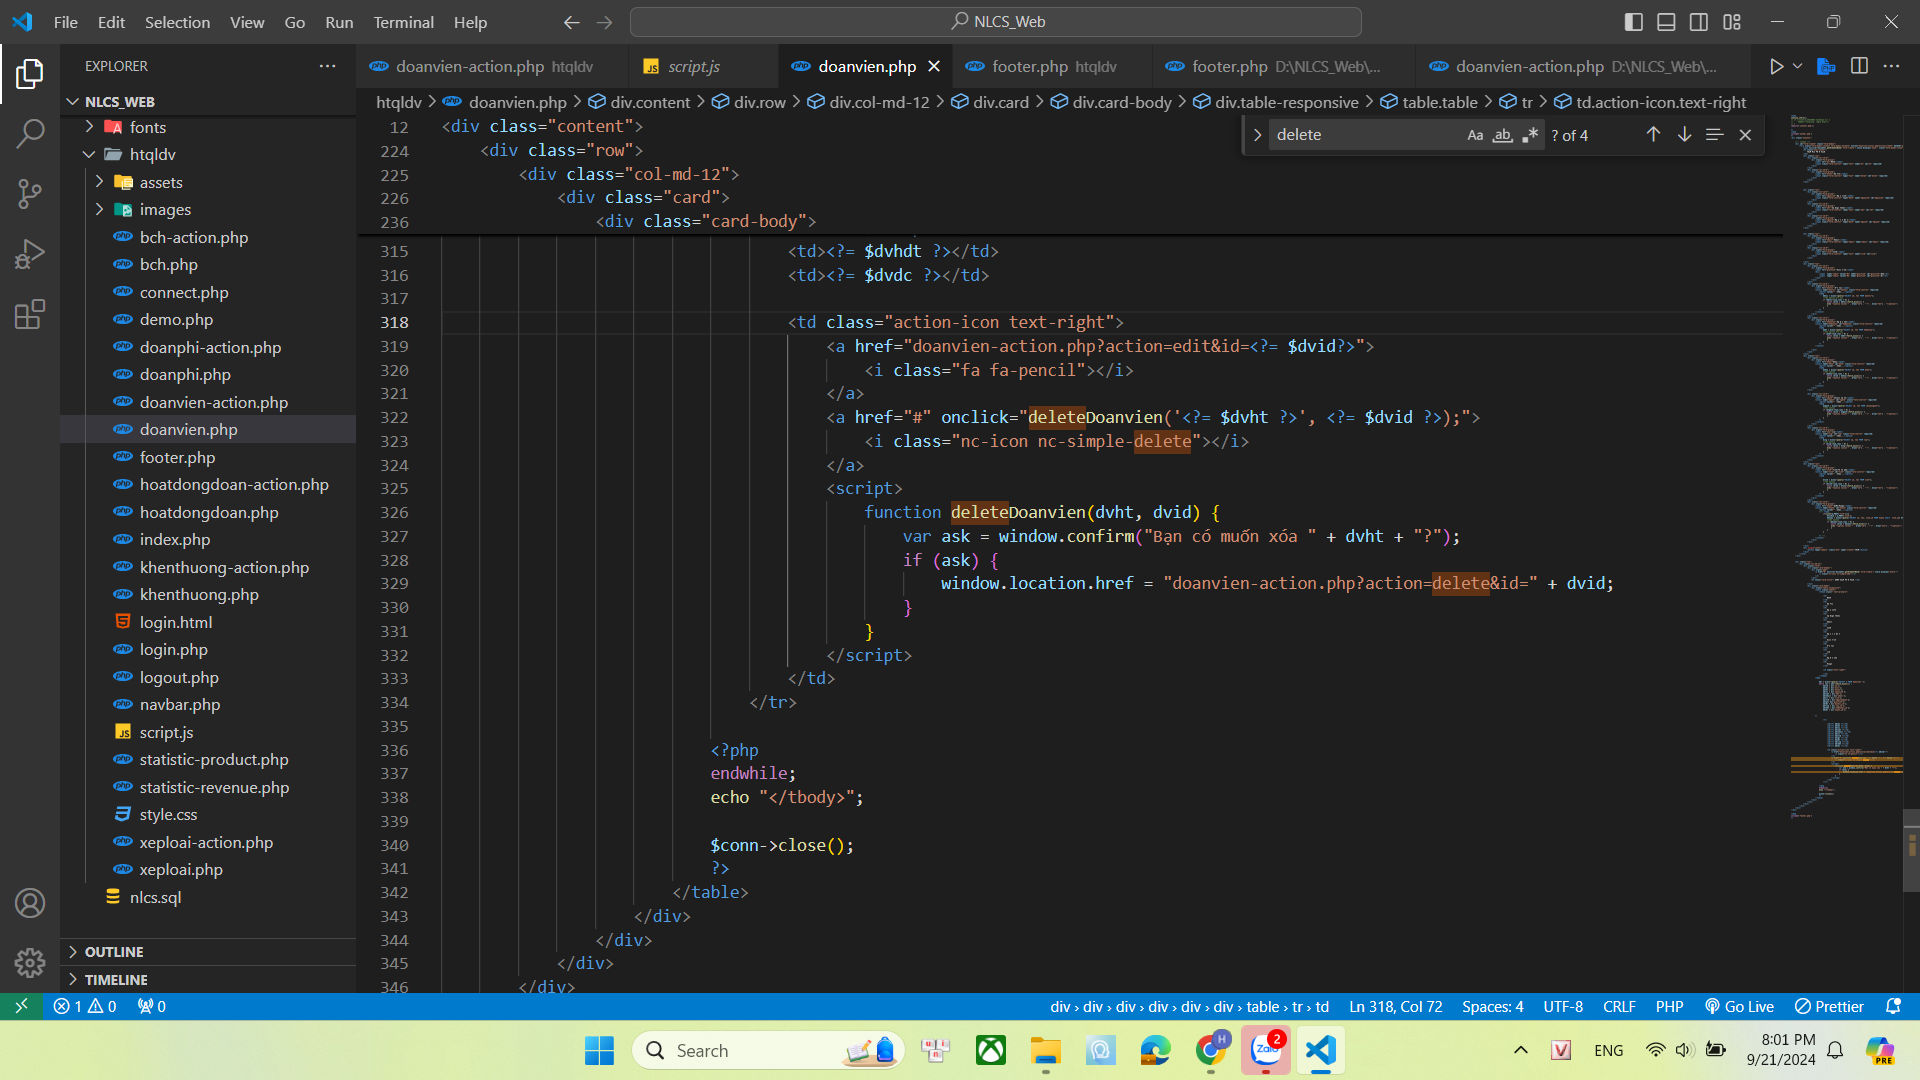 File Edit Selection View Go Run Terminal Help
NLCS_Web
EXPLORER
doanvien-action.php htqldv
script.js
doanvien.php
footer.php htqldv
footer.php D:\NLCS_Web\...
doanvien-action.php D:\NLCS_Web\...
NLCS_WEB
fonts
htqldv
assets
images
bch-action.php
bch.php
connect.php
demo.php
doanphi-action.php
doanphi.php
doanvien-action.php
doanvien.php
footer.php
hoatdongdoan-action.php
hoatdongdoan.php
index.php
khenthuong-action.php
khenthuong.php
login.html
login.php
logout.php
navbar.php
script.js
statistic-product.php
statistic-revenue.php
style.css
xeploai-action.php
xeploai.php
nlcs.sql
OUTLINE
TIMELINE
htqldv > doanvien.php > div.content > div.row > div.col-md-12 > div.card > div.card-body > div.table-responsive > table.table > tr > td.action-icon.text-right
delete
Aa ab
? of 4
12 <div class="content">
224 <div class="row">
225 <div class="col-md-12">
226 <div class="card">
236 <div class="card-body">
315 <td><?= $dvhdt ?></td>
316 <td><?= $dvdc ?></td>
317
318 <td class="action-icon text-right">
319 <a href="doanvien-action.php?action=edit&id=<?= $dvid?>">
320 <i class="fa fa-pencil"></i>
321 </a>
322 <a href="#" onclick="deleteDoanvien('<?= $dvht ?>', <?= $dvid ?>);">
323 <i class="nc-icon nc-simple-delete"></i>
324 </a>
325 <script>
326 function deleteDoanvien(dvht, dvid) {
327 var ask = window.confirm("Bạn có muốn xóa " + dvht + "?");
328 if (ask) {
329 window.location.href = "doanvien-action.php?action=delete&id=" + dvid;
330 }
331 }
332 </script>
333 </td>
334 </tr>
335
336 <?php
337 endwhile;
338 echo "</tbody>";
339
340 $conn->close();
341 ?>
342 </table>
343 </div>
344 </div>
345 </div>
346 </div>
1 0 0
div > div > div > div > div > div > table > tr > td
Ln 318, Col 72
Spaces: 4
UTF-8
CRLF
PHP
Go Live
Prettier
Search
H
2
Zalo
V
ENG
8:01 PM
9/21/2024
PRE